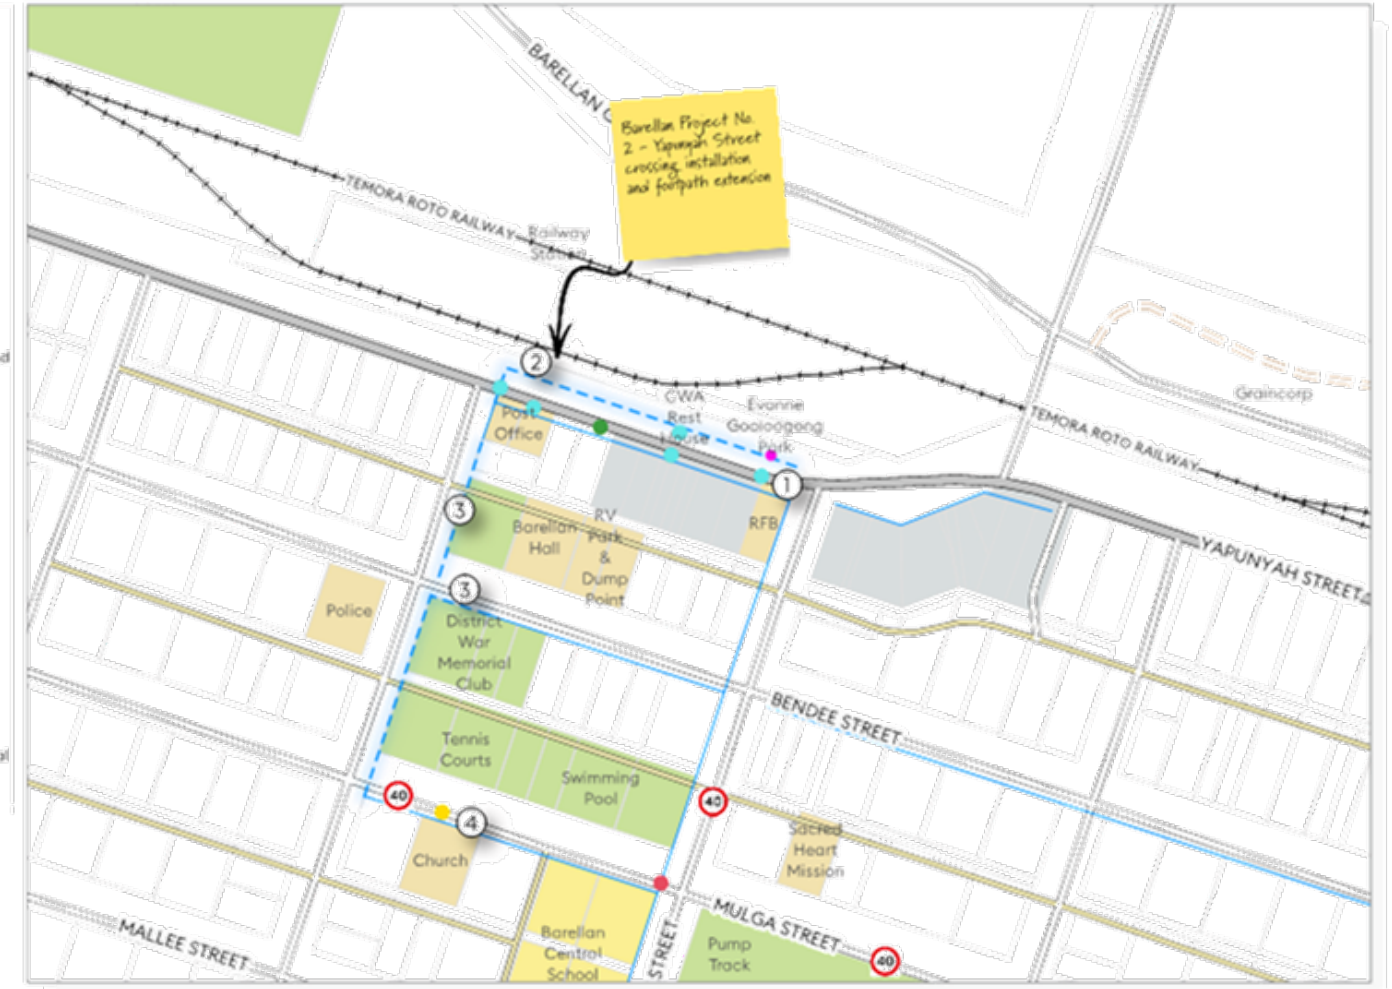 BARELLAN
Barellan Project No.
2 - Yapunyah Street
crossing installation
and footpath extension
TEMORA ROTO RAILWAY
Railway
Station
2
CWA
Rest
House
Evonne
Gooloogong
Park
Graincorp
TEMORA ROTO RAILWAY
Post
Office
1
3
Barellan
Hall
RV
Park
&
Dump
Point
RFB
YAPUNYAH STREET
Police
3
District
War
Memorial
Club
BENDEE STREET
Tennis
Courts
Swimming
Pool
40
40
4
Church
Sacred
Heart
Mission
MALLEE STREET
Barellan
Central
School
STREET
MULGA STREET
Pump
Track
40